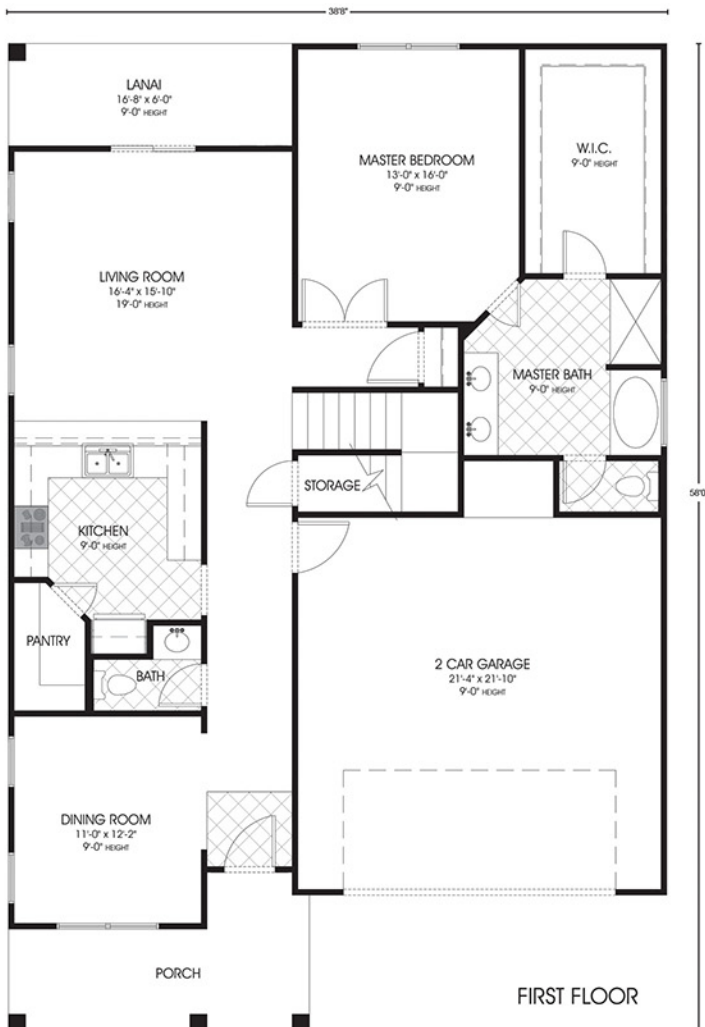 38'8"
LANAI
16'-8" x 6'-0"
9'-0" HEIGHT
MASTER BEDROOM
13'-0" x 16'-0"
9'-0" HEIGHT
W.I.C.
9'-0" HEIGHT
LIVING ROOM
16'-4" x 15'-10"
19'-0" HEIGHT
MASTER BATH
9'-0" HEIGHT
STORAGE
KITCHEN
9'-0" HEIGHT
PANTRY
BATH
2 CAR GARAGE
21'-4" x 21'-10"
9'-0" HEIGHT
DINING ROOM
11'-0" x 12'-2"
9'-0" HEIGHT
PORCH
FIRST FLOOR